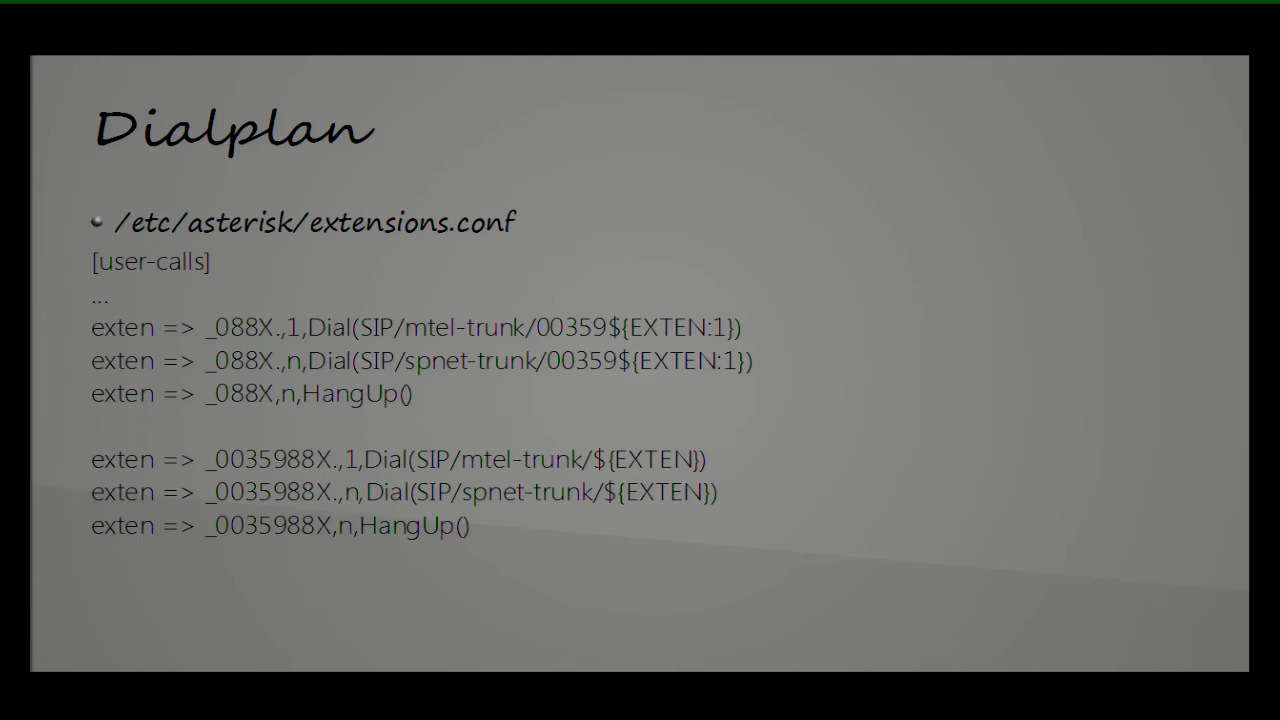 Dialplan
/etc/asterisk/extensions.conf
[user-calls]
...
exten => _088X.,1,Dial(SIP/mtel-trunk/00359${EXTEN:1})
exten => _088X.,n,Dial(SIP/spnet-trunk/00359${EXTEN:1})
exten => _088X,n,HangUp()
exten => _0035988X.,1,Dial(SIP/mtel-trunk/${EXTEN})
exten => _0035988X.,n,Dial(SIP/spnet-trunk/${EXTEN})
exten => _0035988X,n,HangUp()